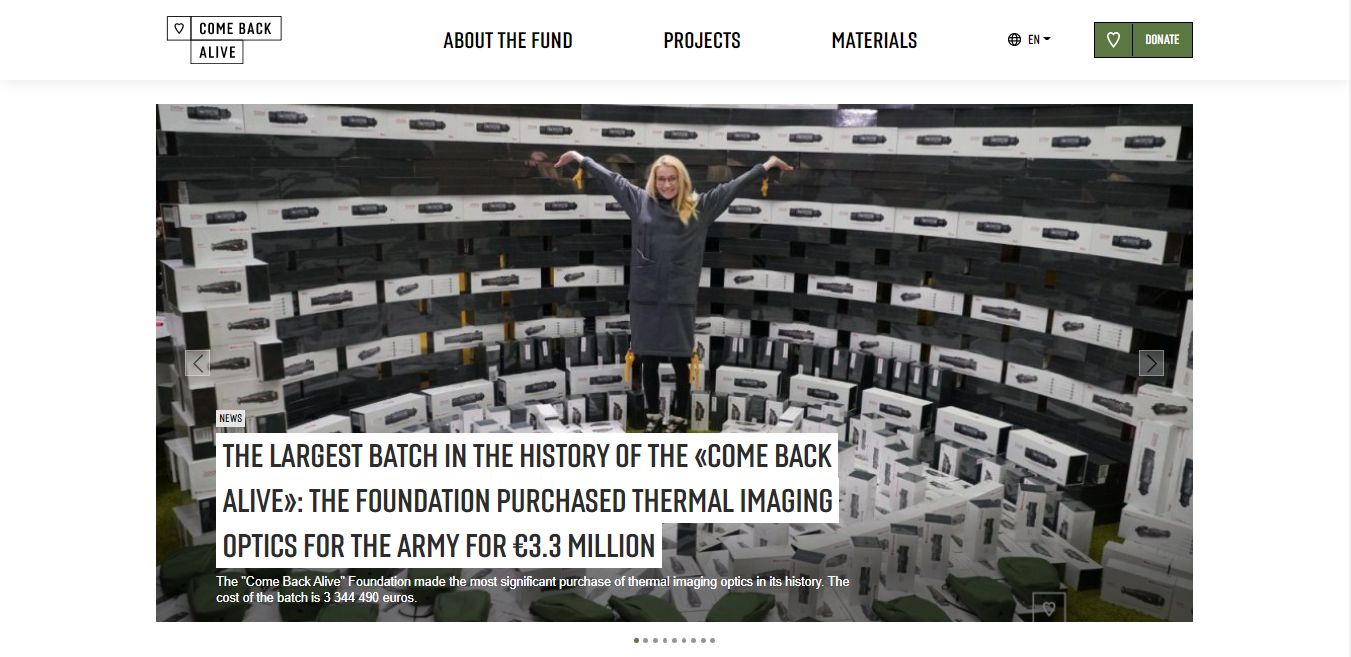 COME BACK
ALIVE
ABOUT THE FUND
PROJECTS
MATERIALS
EN
DONATE
NEWS
THE LARGEST BATCH IN THE HISTORY OF THE «COME BACK
ALIVE»: THE FOUNDATION PURCHASED THERMAL IMAGING
OPTICS FOR THE ARMY FOR €3.3 MILLION
The "Come Back Alive" Foundation made the most significant purchase of thermal imaging optics in its history. The
cost of the batch is 3 344 490 euros.